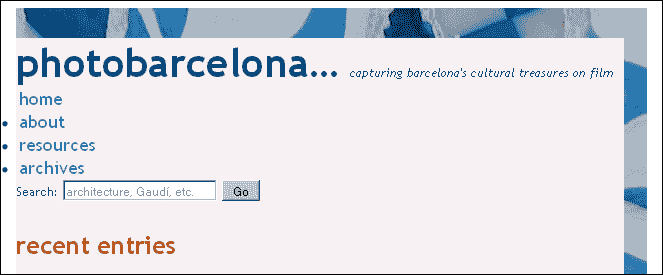 photobarcelona... capturing barcelona's cultural treasures on film
home
about
resources
archives
Search: architecture, Gaudí, etc. Go
recent entries